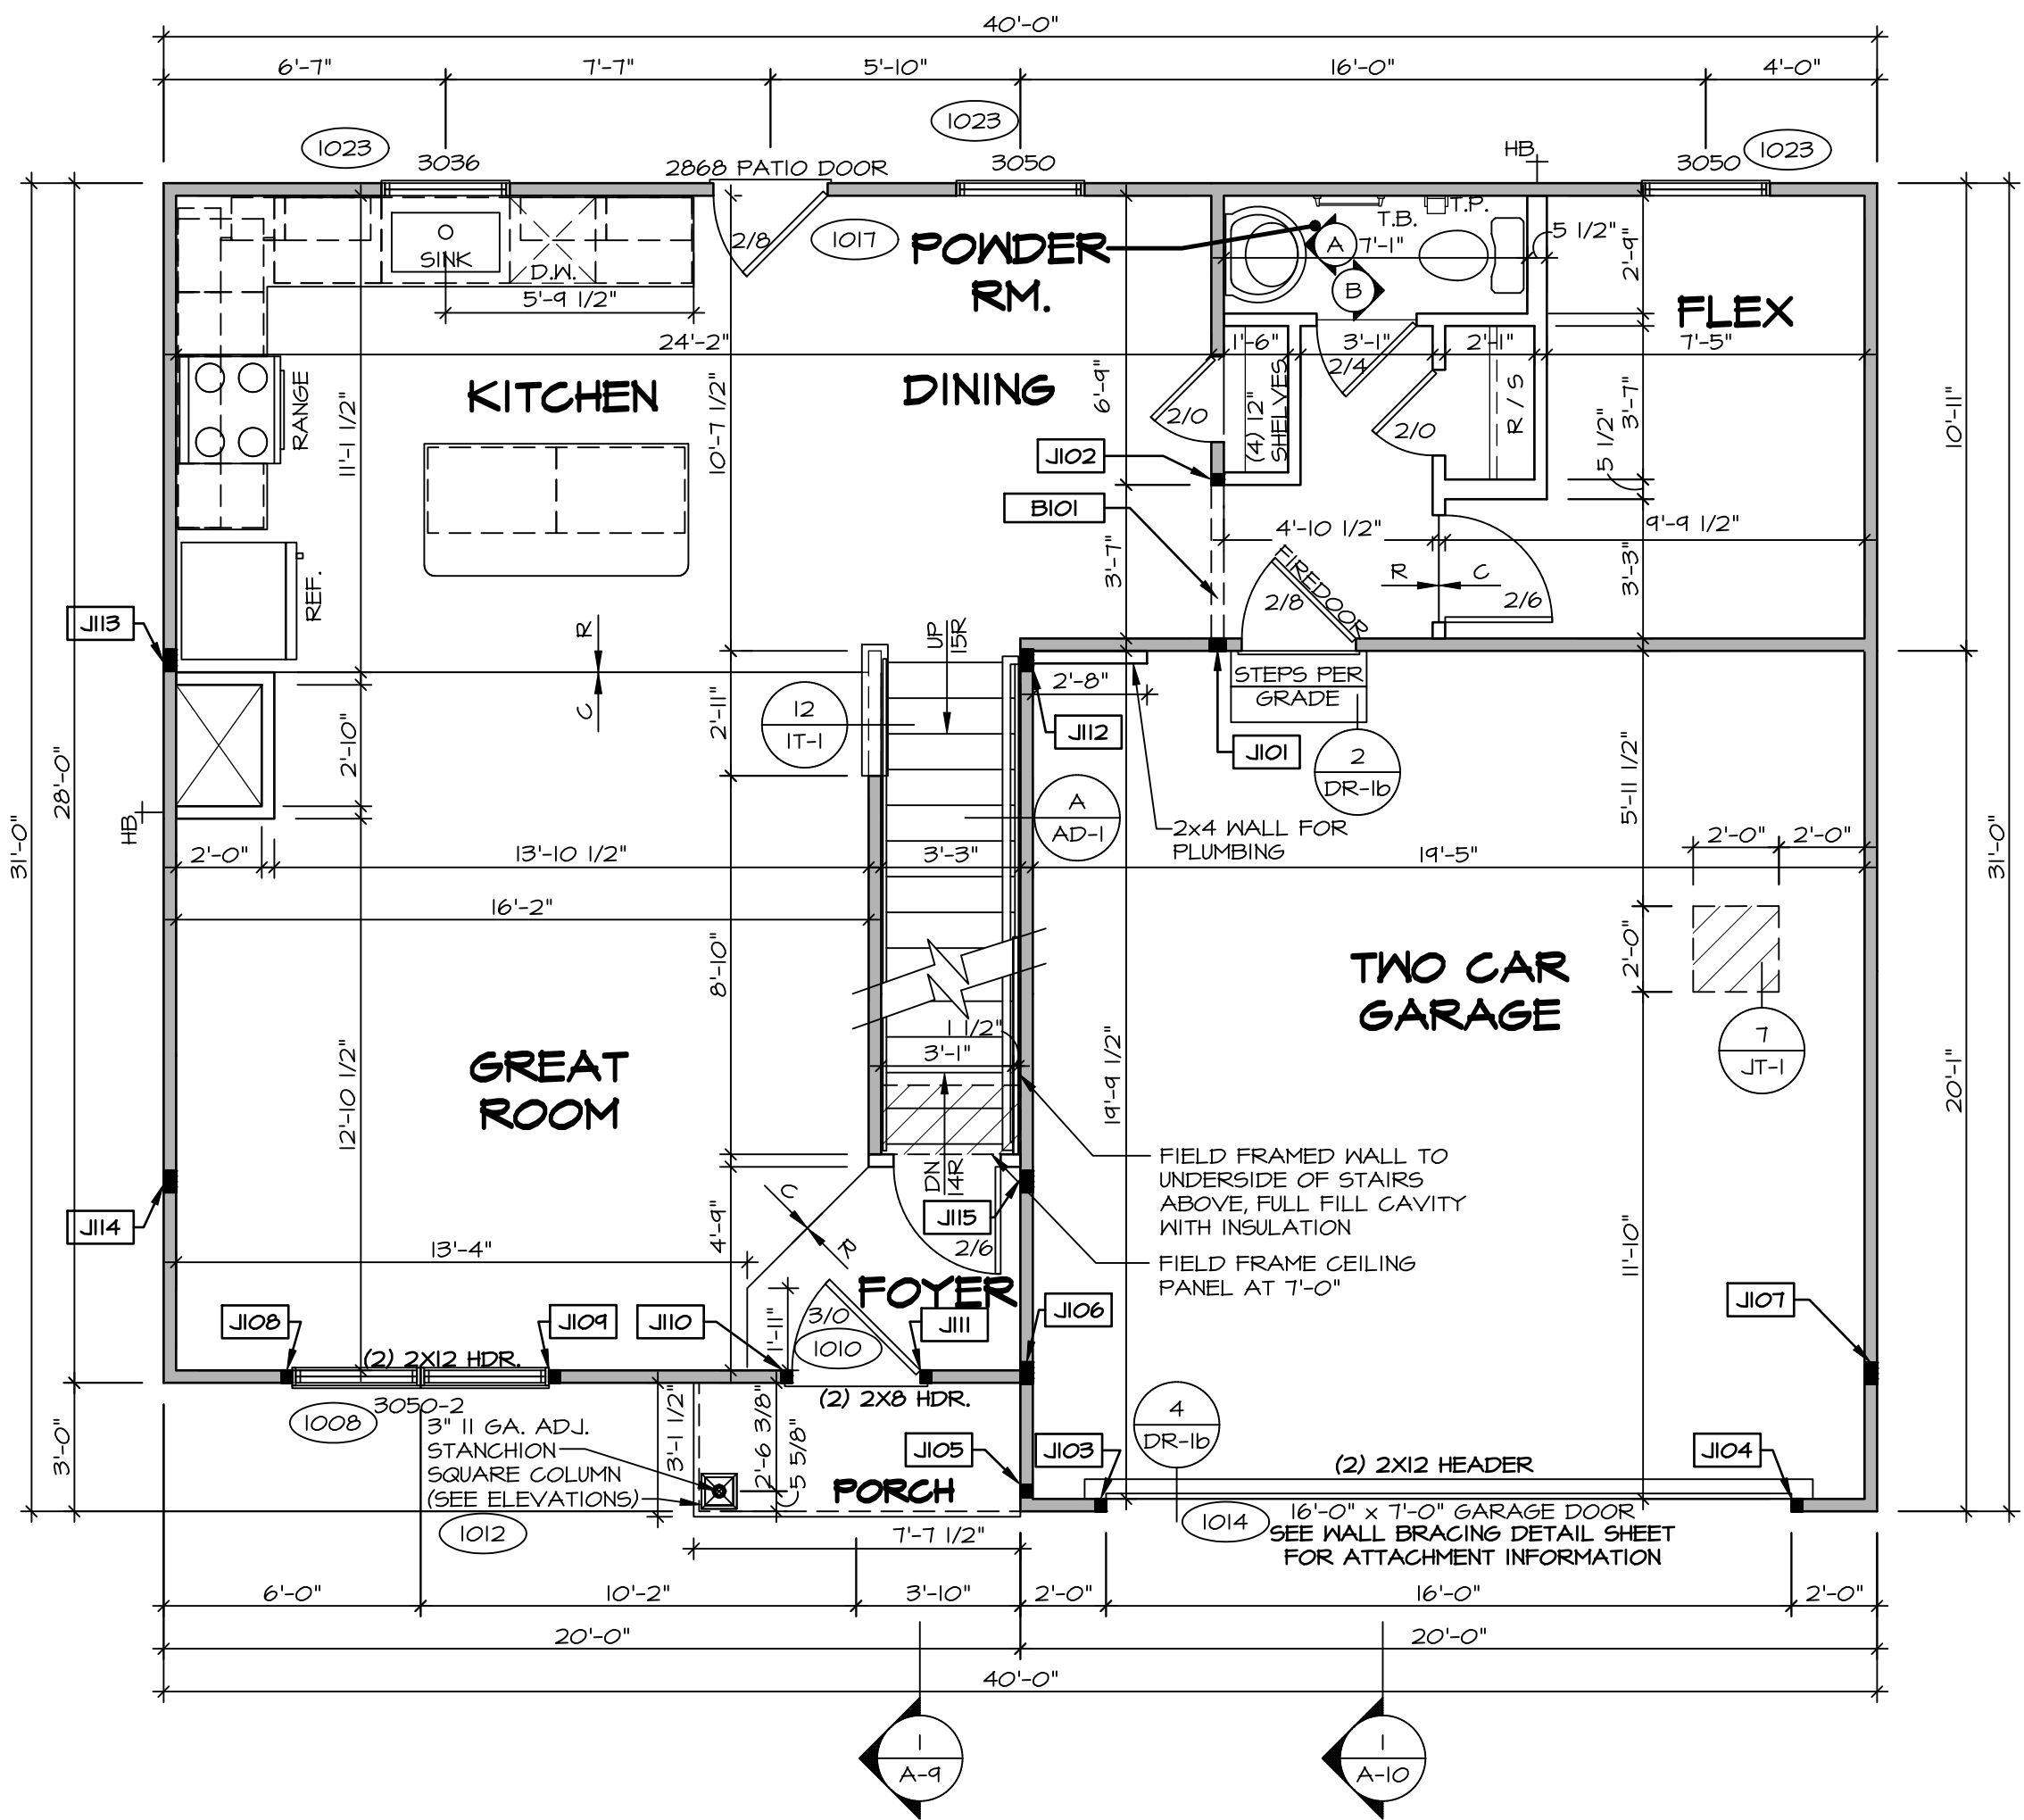 40'-0"
6'-7" 7'-7" 5'-10" 16'-0" 4'-0"
1023 1023 1023
3036 2868 PATIO DOOR 3050 HB 3050
2/8 1017
SINK D.W.
5'-9 1/2"
POWDER
RM.
T.B. T.P.
A 7'-1" 5 1/2"
B
2'-9"
FLEX
24'-2" 1'-6" 3'-1" 2'-1" 7'-5"
2/4
RANGE
KITCHEN
DINING
11'-1 1/2"
10'-7 1/2"
6'-9"
2/0
(4) 12"
SHELVES
2/0
R / S
3'-7"
5 1/2"
10'-11"
J102
B101
4'-10 1/2" 9'-9 1/2"
3'-7"
FIREDOOR
2/8
R C
2/6
3'-3"
REF.
J113
R
C
UP
15R
2'-11"
12
IT-1
2'-8"
J112
STEPS PER
GRADE
J101
2
DR-1b
2'-10"
HB
28'-0"
31'-0"
A
AD-1
2x4 WALL FOR
PLUMBING
5'-11 1/2"
2'-0" 2'-0"
2'-0" 13'-10 1/2" 3'-3" 19'-5"
31'-0"
16'-2"
8'-10"
2'-0"
TWO CAR
GARAGE
7
JT-1
1 1/2"
3'-1"
19'-9 1/2"
20'-1"
12'-10 1/2"
GREAT
ROOM
FIELD FRAMED WALL TO
UNDERSIDE OF STAIRS
ABOVE, FULL FILL CAVITY
WITH INSULATION
FIELD FRAME CEILING
PANEL AT 7'-0"
DN
14R
C
R
4'-9"
J115
J114
2/6
11'-10"
13'-4"
FOYER
J108 J109 J110 J111 J106 J107
1'-11"
3/0
1010
(2) 2X12 HDR.
(2) 2X8 HDR.
3050-2
1008
3" 11 GA. ADJ.
STANCHION
SQUARE COLUMN
(SEE ELEVATIONS)
1012
3'-0"
3'-1 1/2"
2'-6 3/8"
5 5/8"
PORCH
J105 J103 J104
4
DR-1b
(2) 2X12 HEADER
1014
16'-0" x 7'-0" GARAGE DOOR
SEE WALL BRACING DETAIL SHEET
FOR ATTACHMENT INFORMATION
7'-7 1/2"
6'-0" 10'-2" 3'-10" 2'-0" 16'-0" 2'-0"
20'-0" 20'-0"
40'-0"
1
A-9
1
A-10